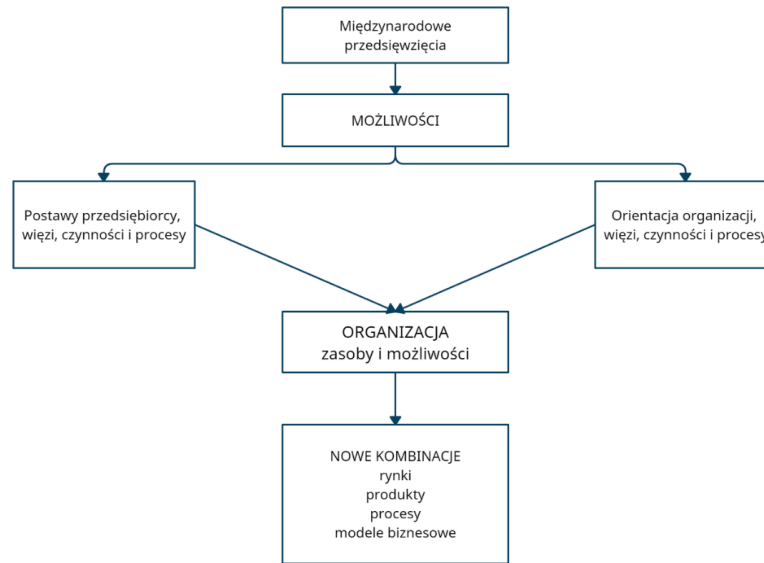 Międzynarodowe
przedsięwzięcia
MOŻLIWOŚCI
Postawy przedsiębiorcy,
więzi, czynności i procesy
Orientacja organizacji,
więzi, czynności i procesy
ORGANIZACJA
zasoby i możliwości
NOWE KOMBINACJE
rynki
produkty
procesy
modele biznesowe